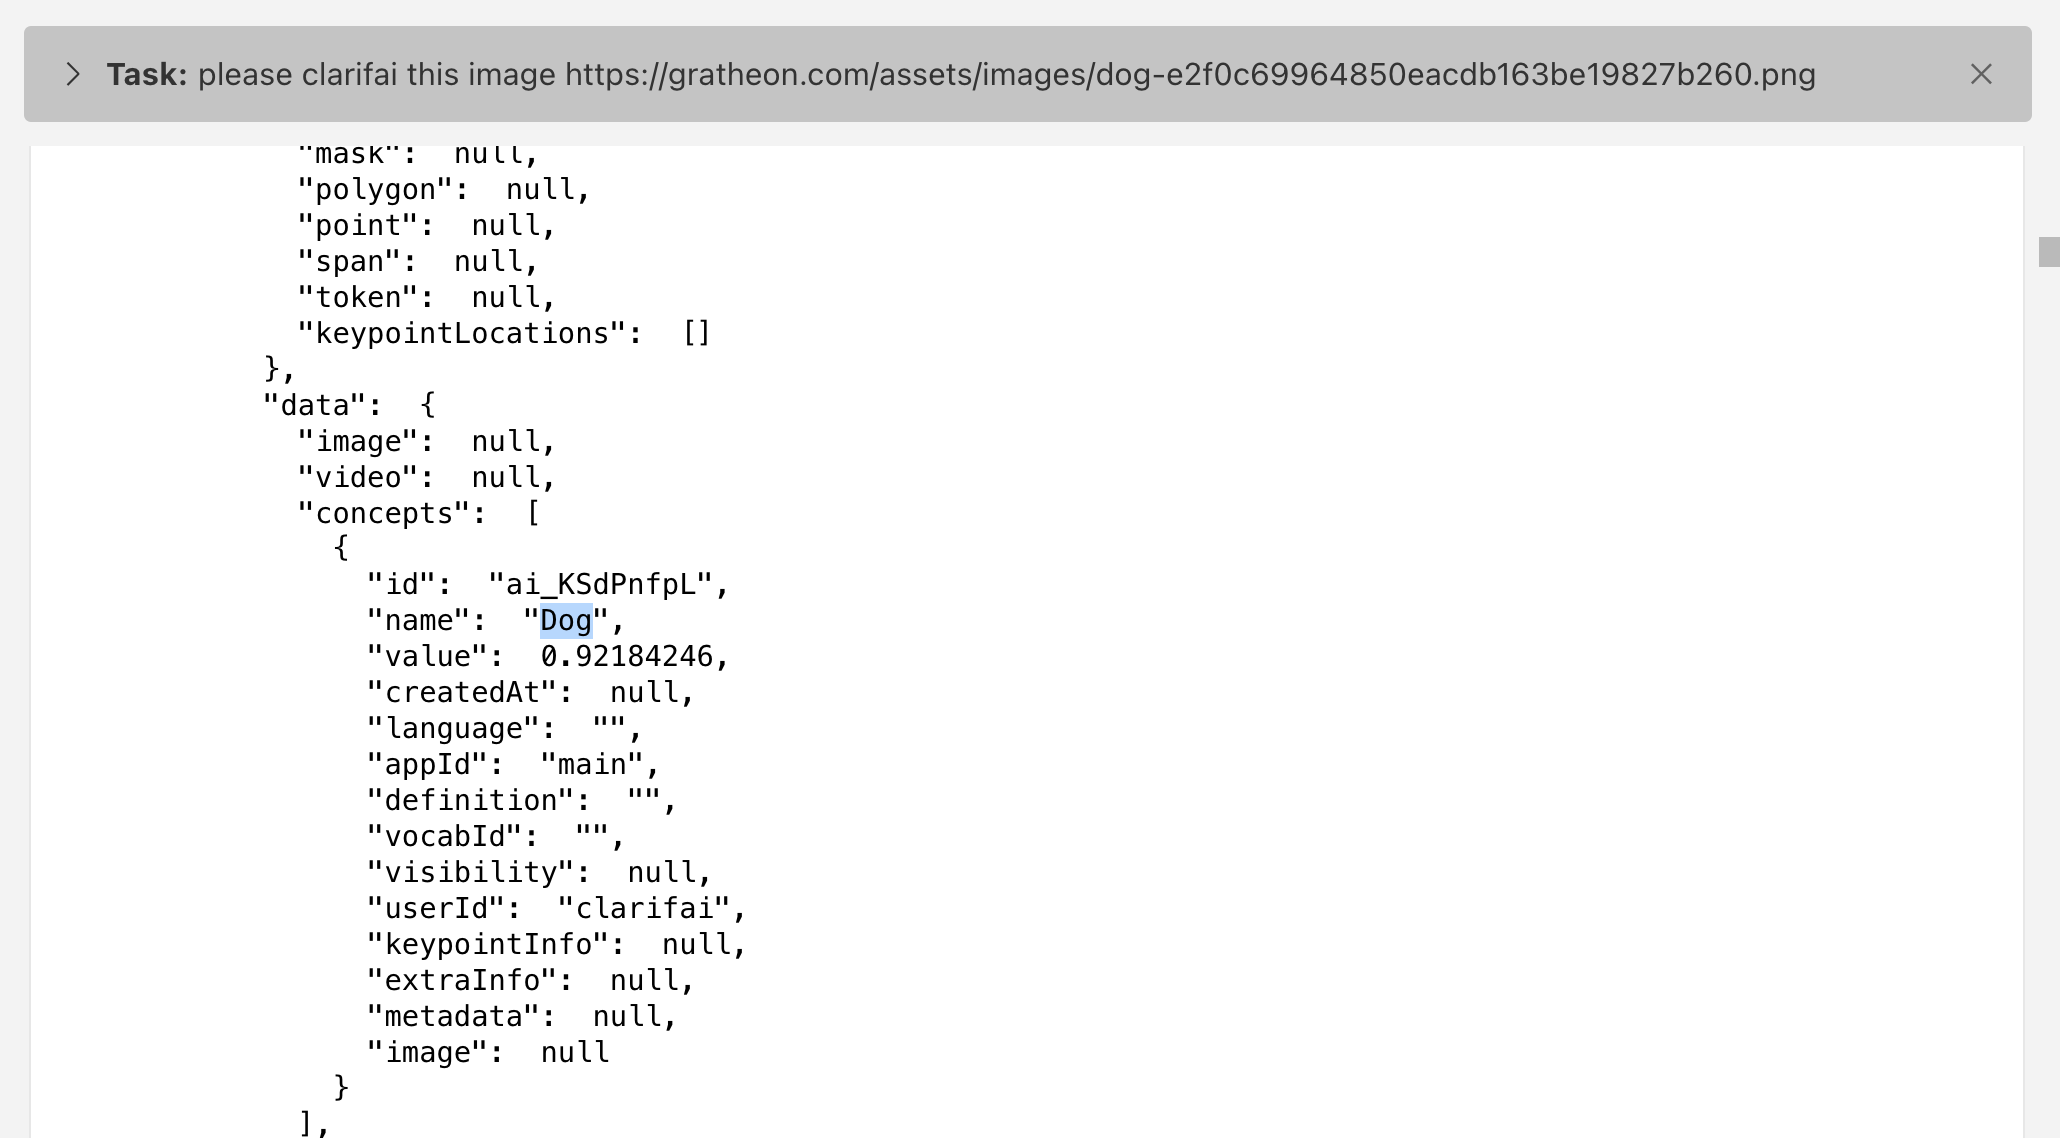 Task: please clarifai this image https://gratheon.com/assets/images/dog-e2f0c69964850eacdb163be19827b260.png
"mask": null,
"polygon": null,
"point": null,
"span": null,
"token": null,
"keypointLocations": []
},
"data": {
"image": null,
"video": null,
"concepts": [
{
"id": "ai_KSdPnfpL",
"name": "Dog",
"value": 0.92184246,
"createdAt": null,
"language": "",
"appId": "main",
"definition": "",
"vocabId": "",
"visibility": null,
"userId": "clarifai",
"keypointInfo": null,
"extraInfo": null,
"metadata": null,
"image": null
}
],